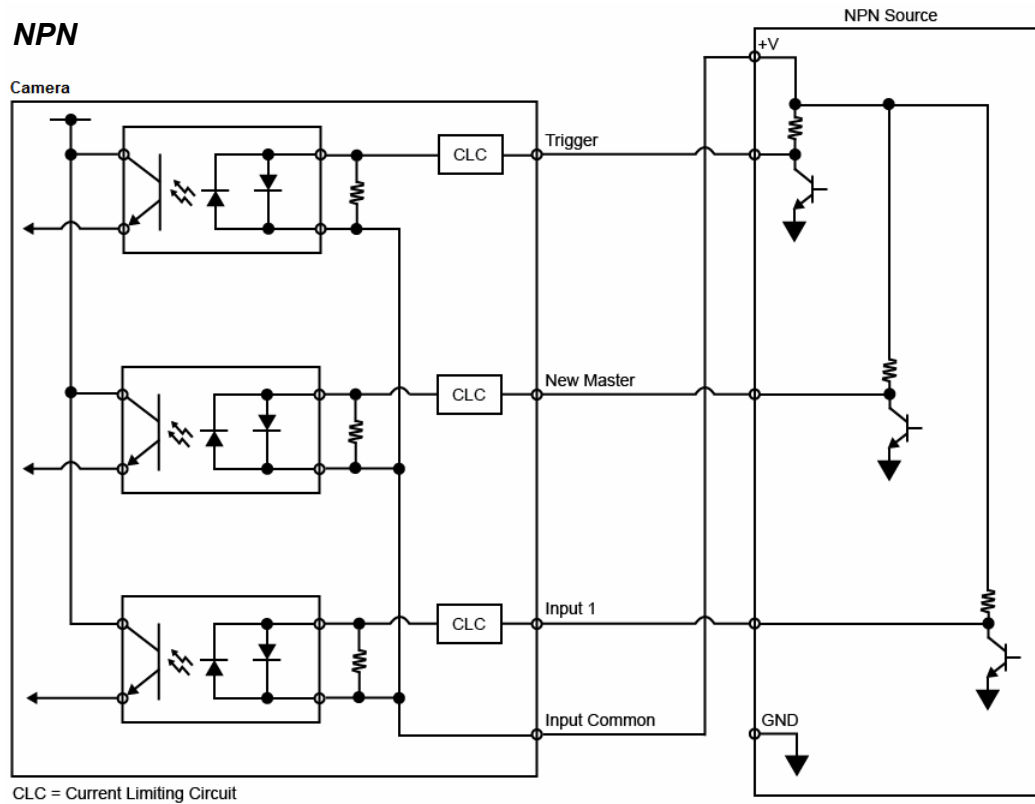 NPN
NPN Source
+V
Camera
CLC
Trigger
CLC
New Master
CLC
Input 1
Input Common
GND
CLC = Current Limiting Circuit